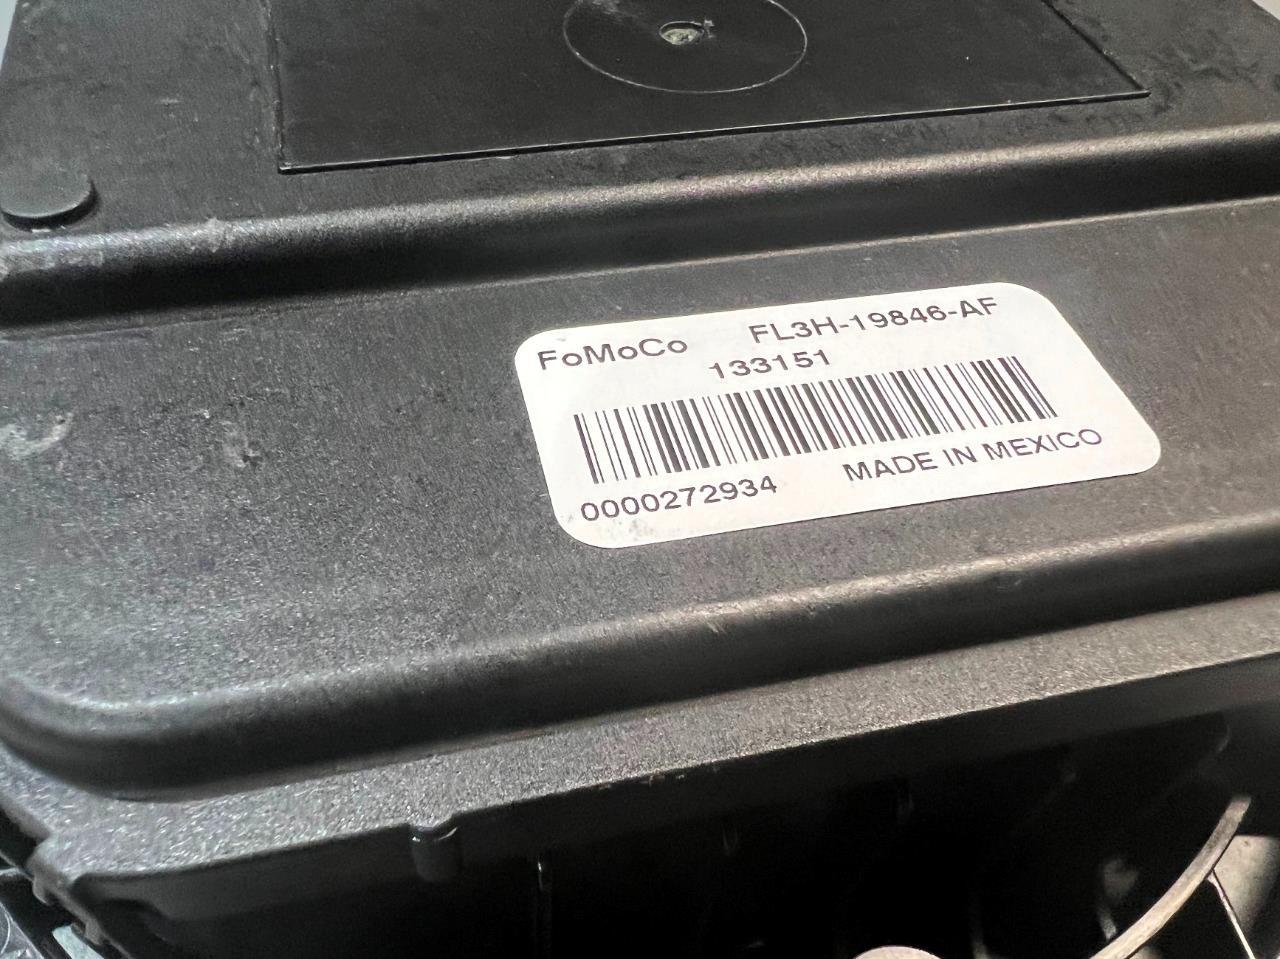 FoMoCo FL3H-19846-AF
133151
0000272934 MADE IN MEXICO